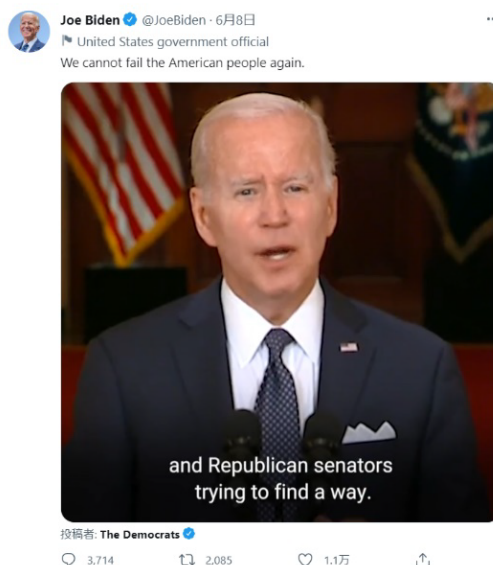 Joe Biden @JoeBiden · 6月8日
United States government official
We cannot fail the American people again.
and Republican senators
trying to find a way.
投稿者: The Democrats
3,714 2,085 1.1万